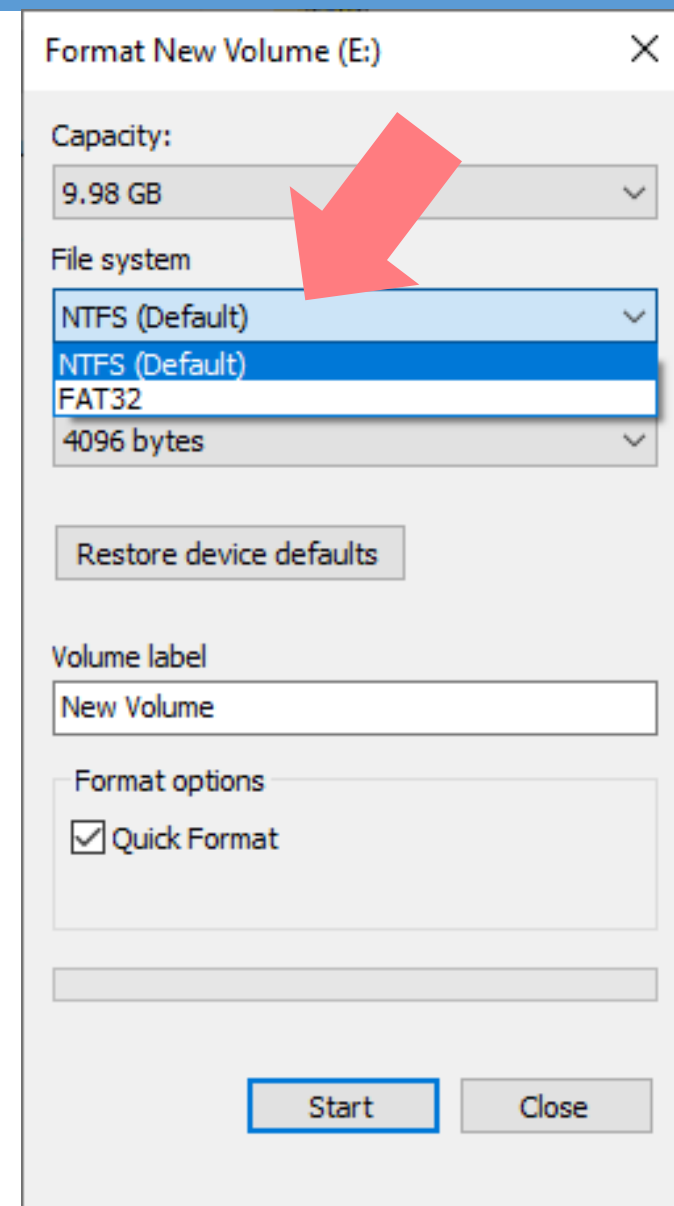 Format New Volume (E:)
Capacity:
9.98 GB
File system
NTFS (Default)
NTFS (Default)
FAT32
4096 bytes
Restore device defaults
Volume label
New Volume
Format options
Quick Format
Start
Close